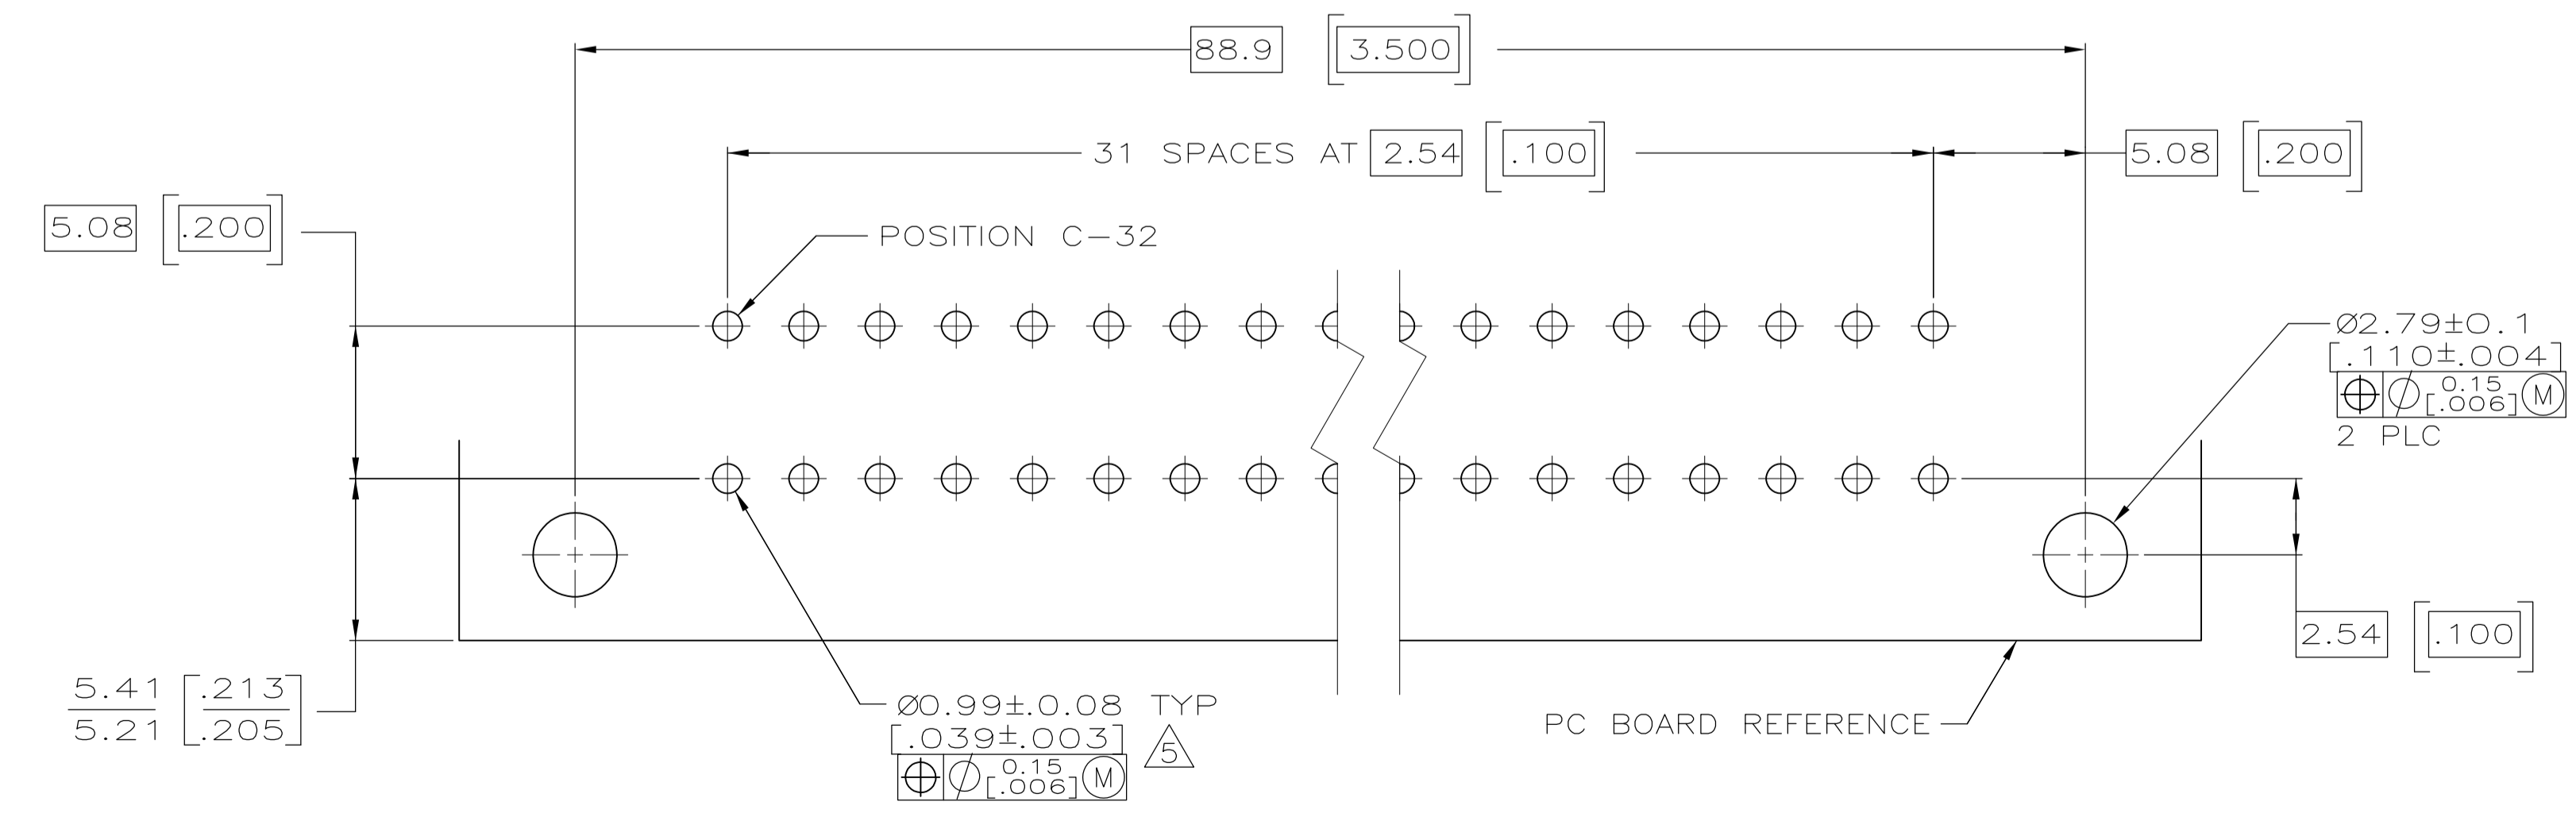 88.9 [3.500]
31 SPACES AT 2.54 [.100]
5.08 [.200]
5.08 [.200]
POSITION C-32
Ø2.79±0.1
[.110±.004]
⌖ Ø 0.15 [.006] Ⓜ
2 PLC
2.54 [.100]
5.41 [.213]
5.21 [.205]
Ø0.99±0.08 TYP
[.039±.003]
5
⌖ Ø 0.15 [.006] Ⓜ
PC BOARD REFERENCE